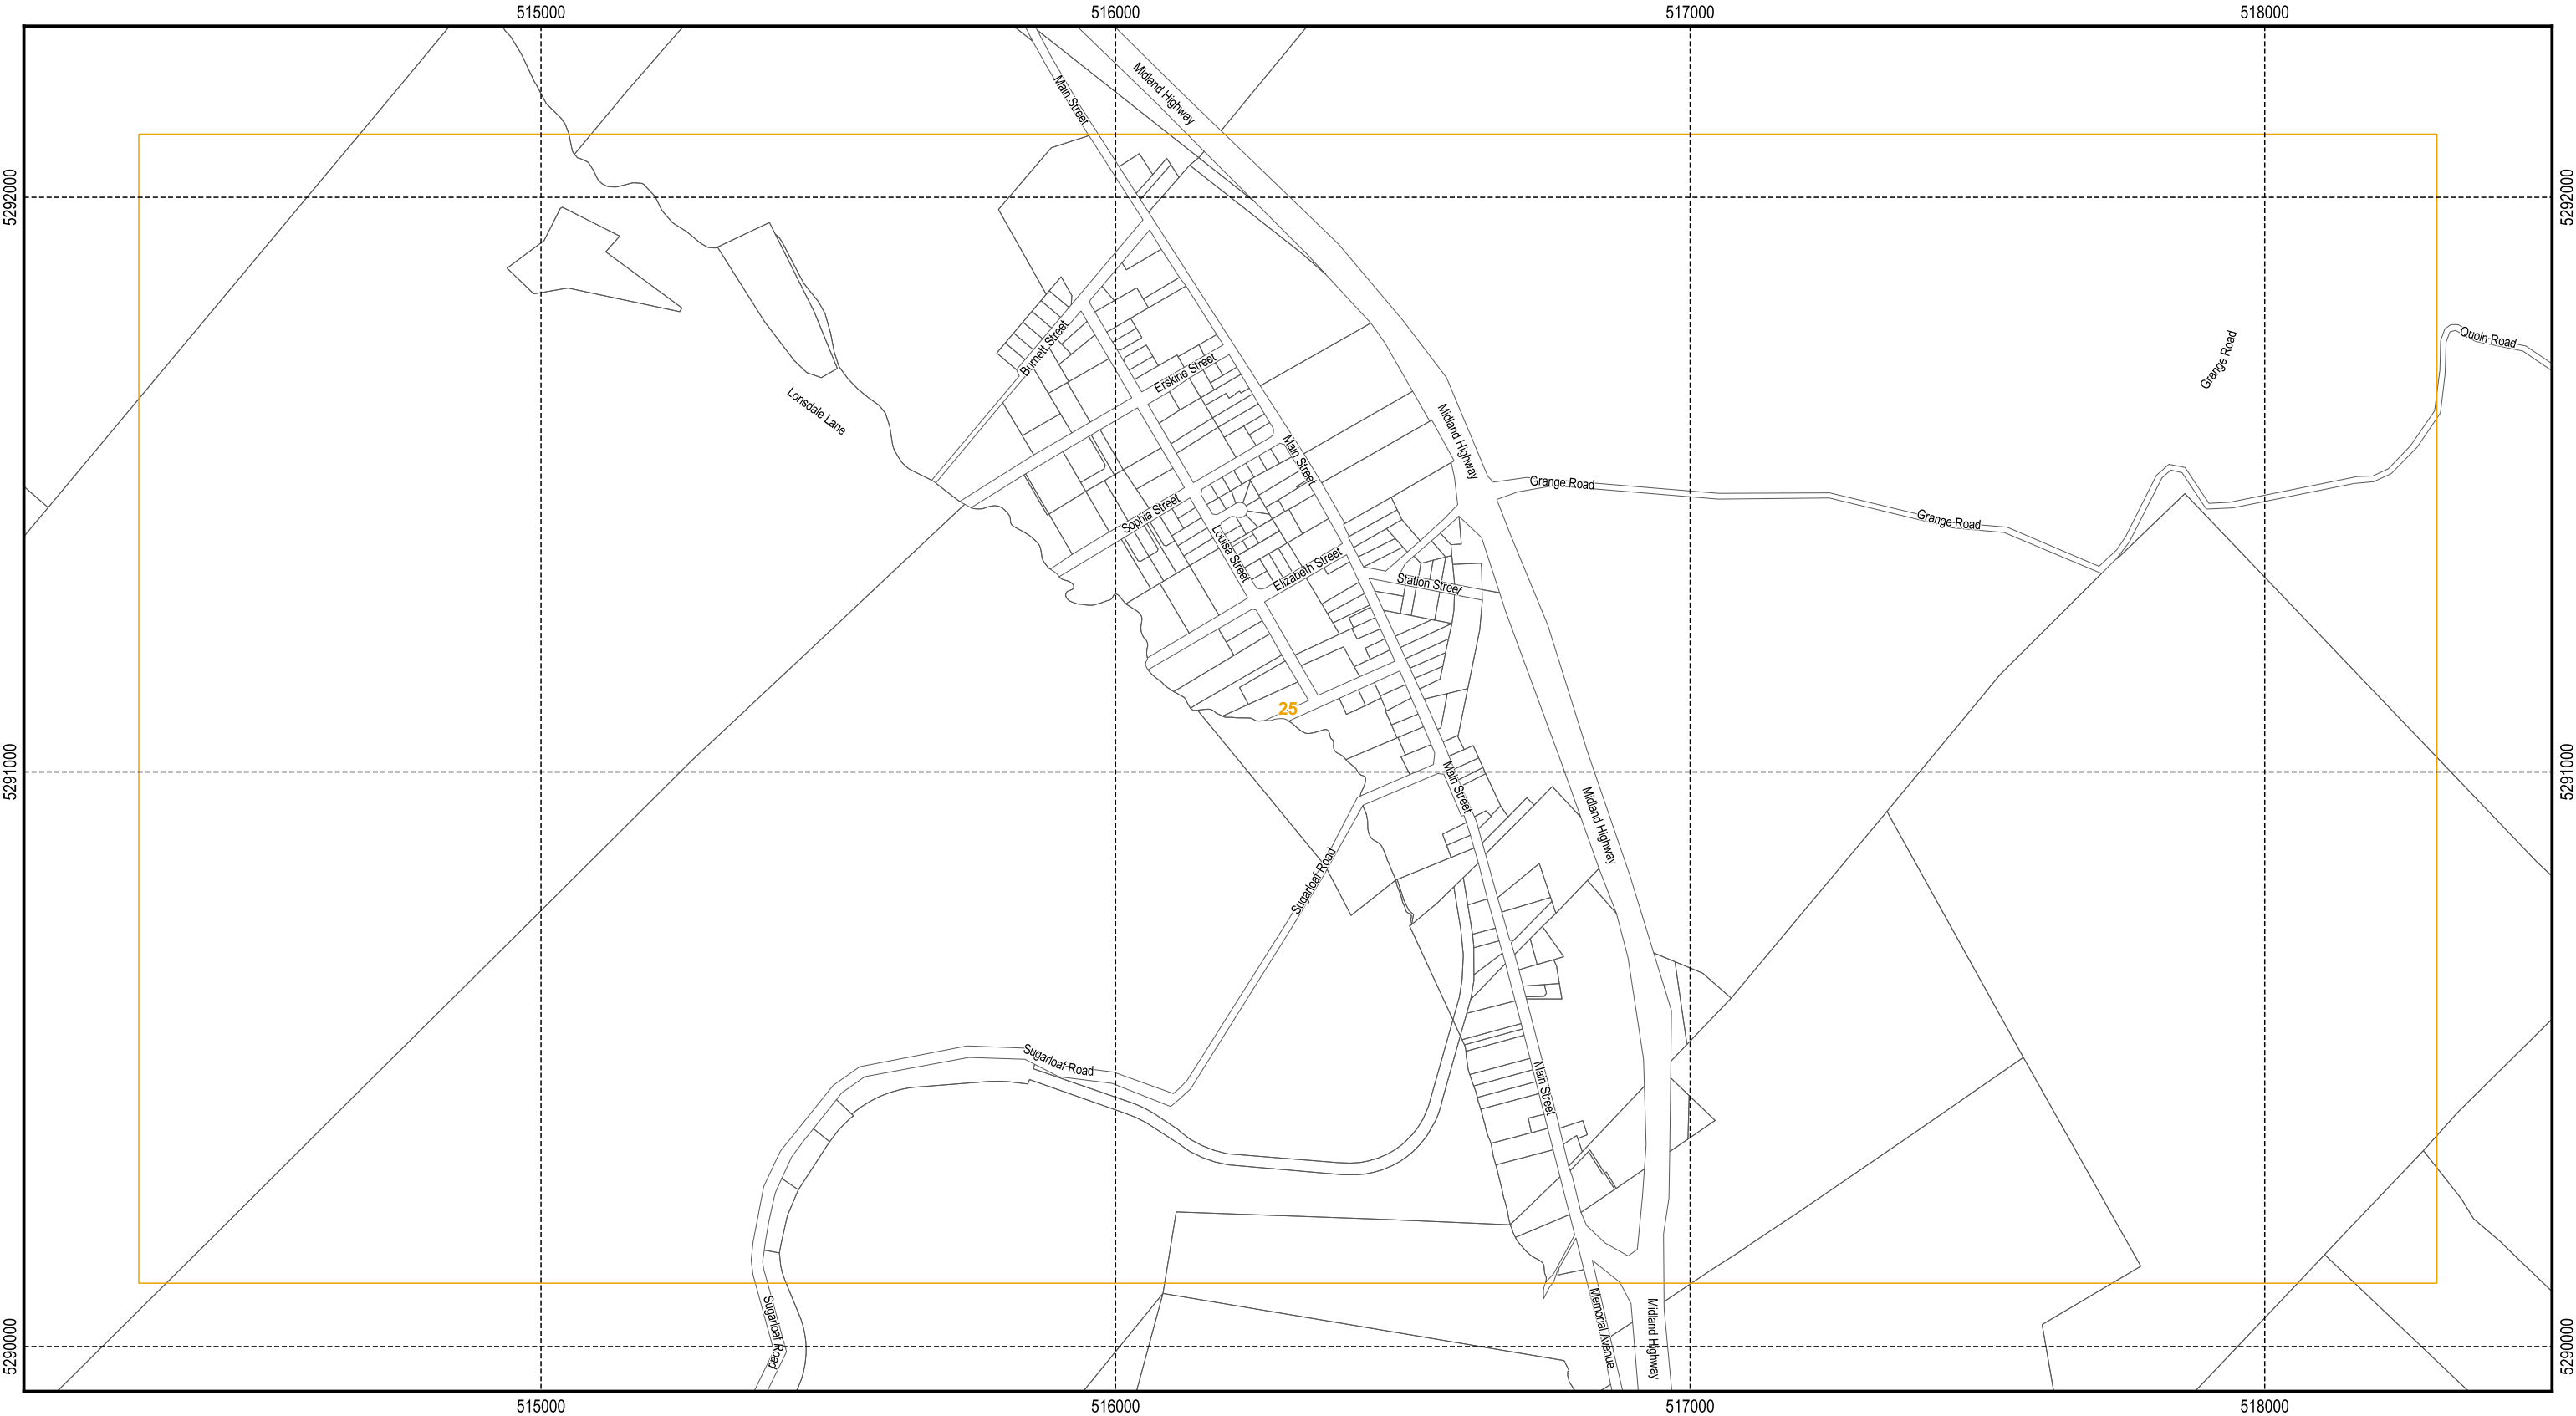 515000
516000
517000
518000
Main Street
Midland Highway
5292000
5292000
Burnett Street
Erskine Street
Grange Road
Quoin Road
Lonsdale Lane
Midland Highway
Main Street
Grange Road
Sophia Street
Grange Road
Louisa Street
Elizabeth Street
Station Street
25
5291000
5291000
Main Street
Midland Highway
Sugarloaf Road
Sugarloaf Road
Main Street
Sugarloaf Road
Memorial Avenue
Midland Highway
5290000
5290000
515000
516000
517000
518000